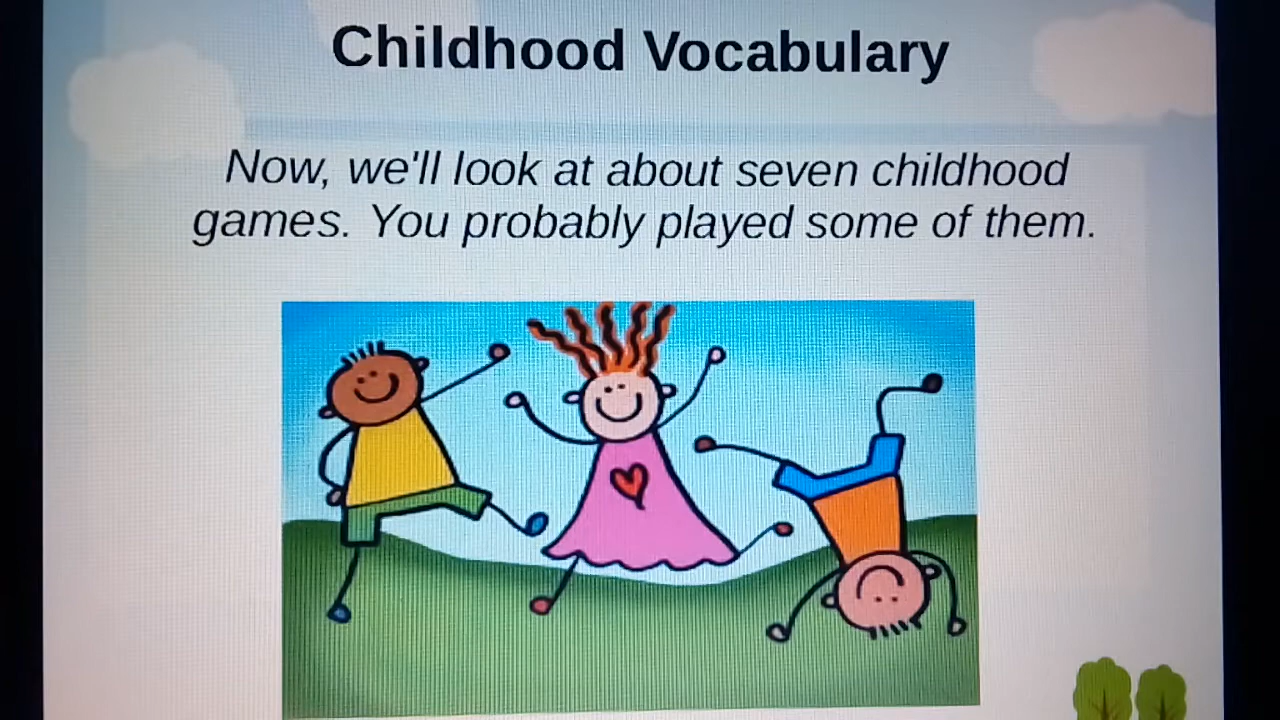 Childhood Vocabulary
Now, we'll look at about seven childhood
games. You probably played some of them.